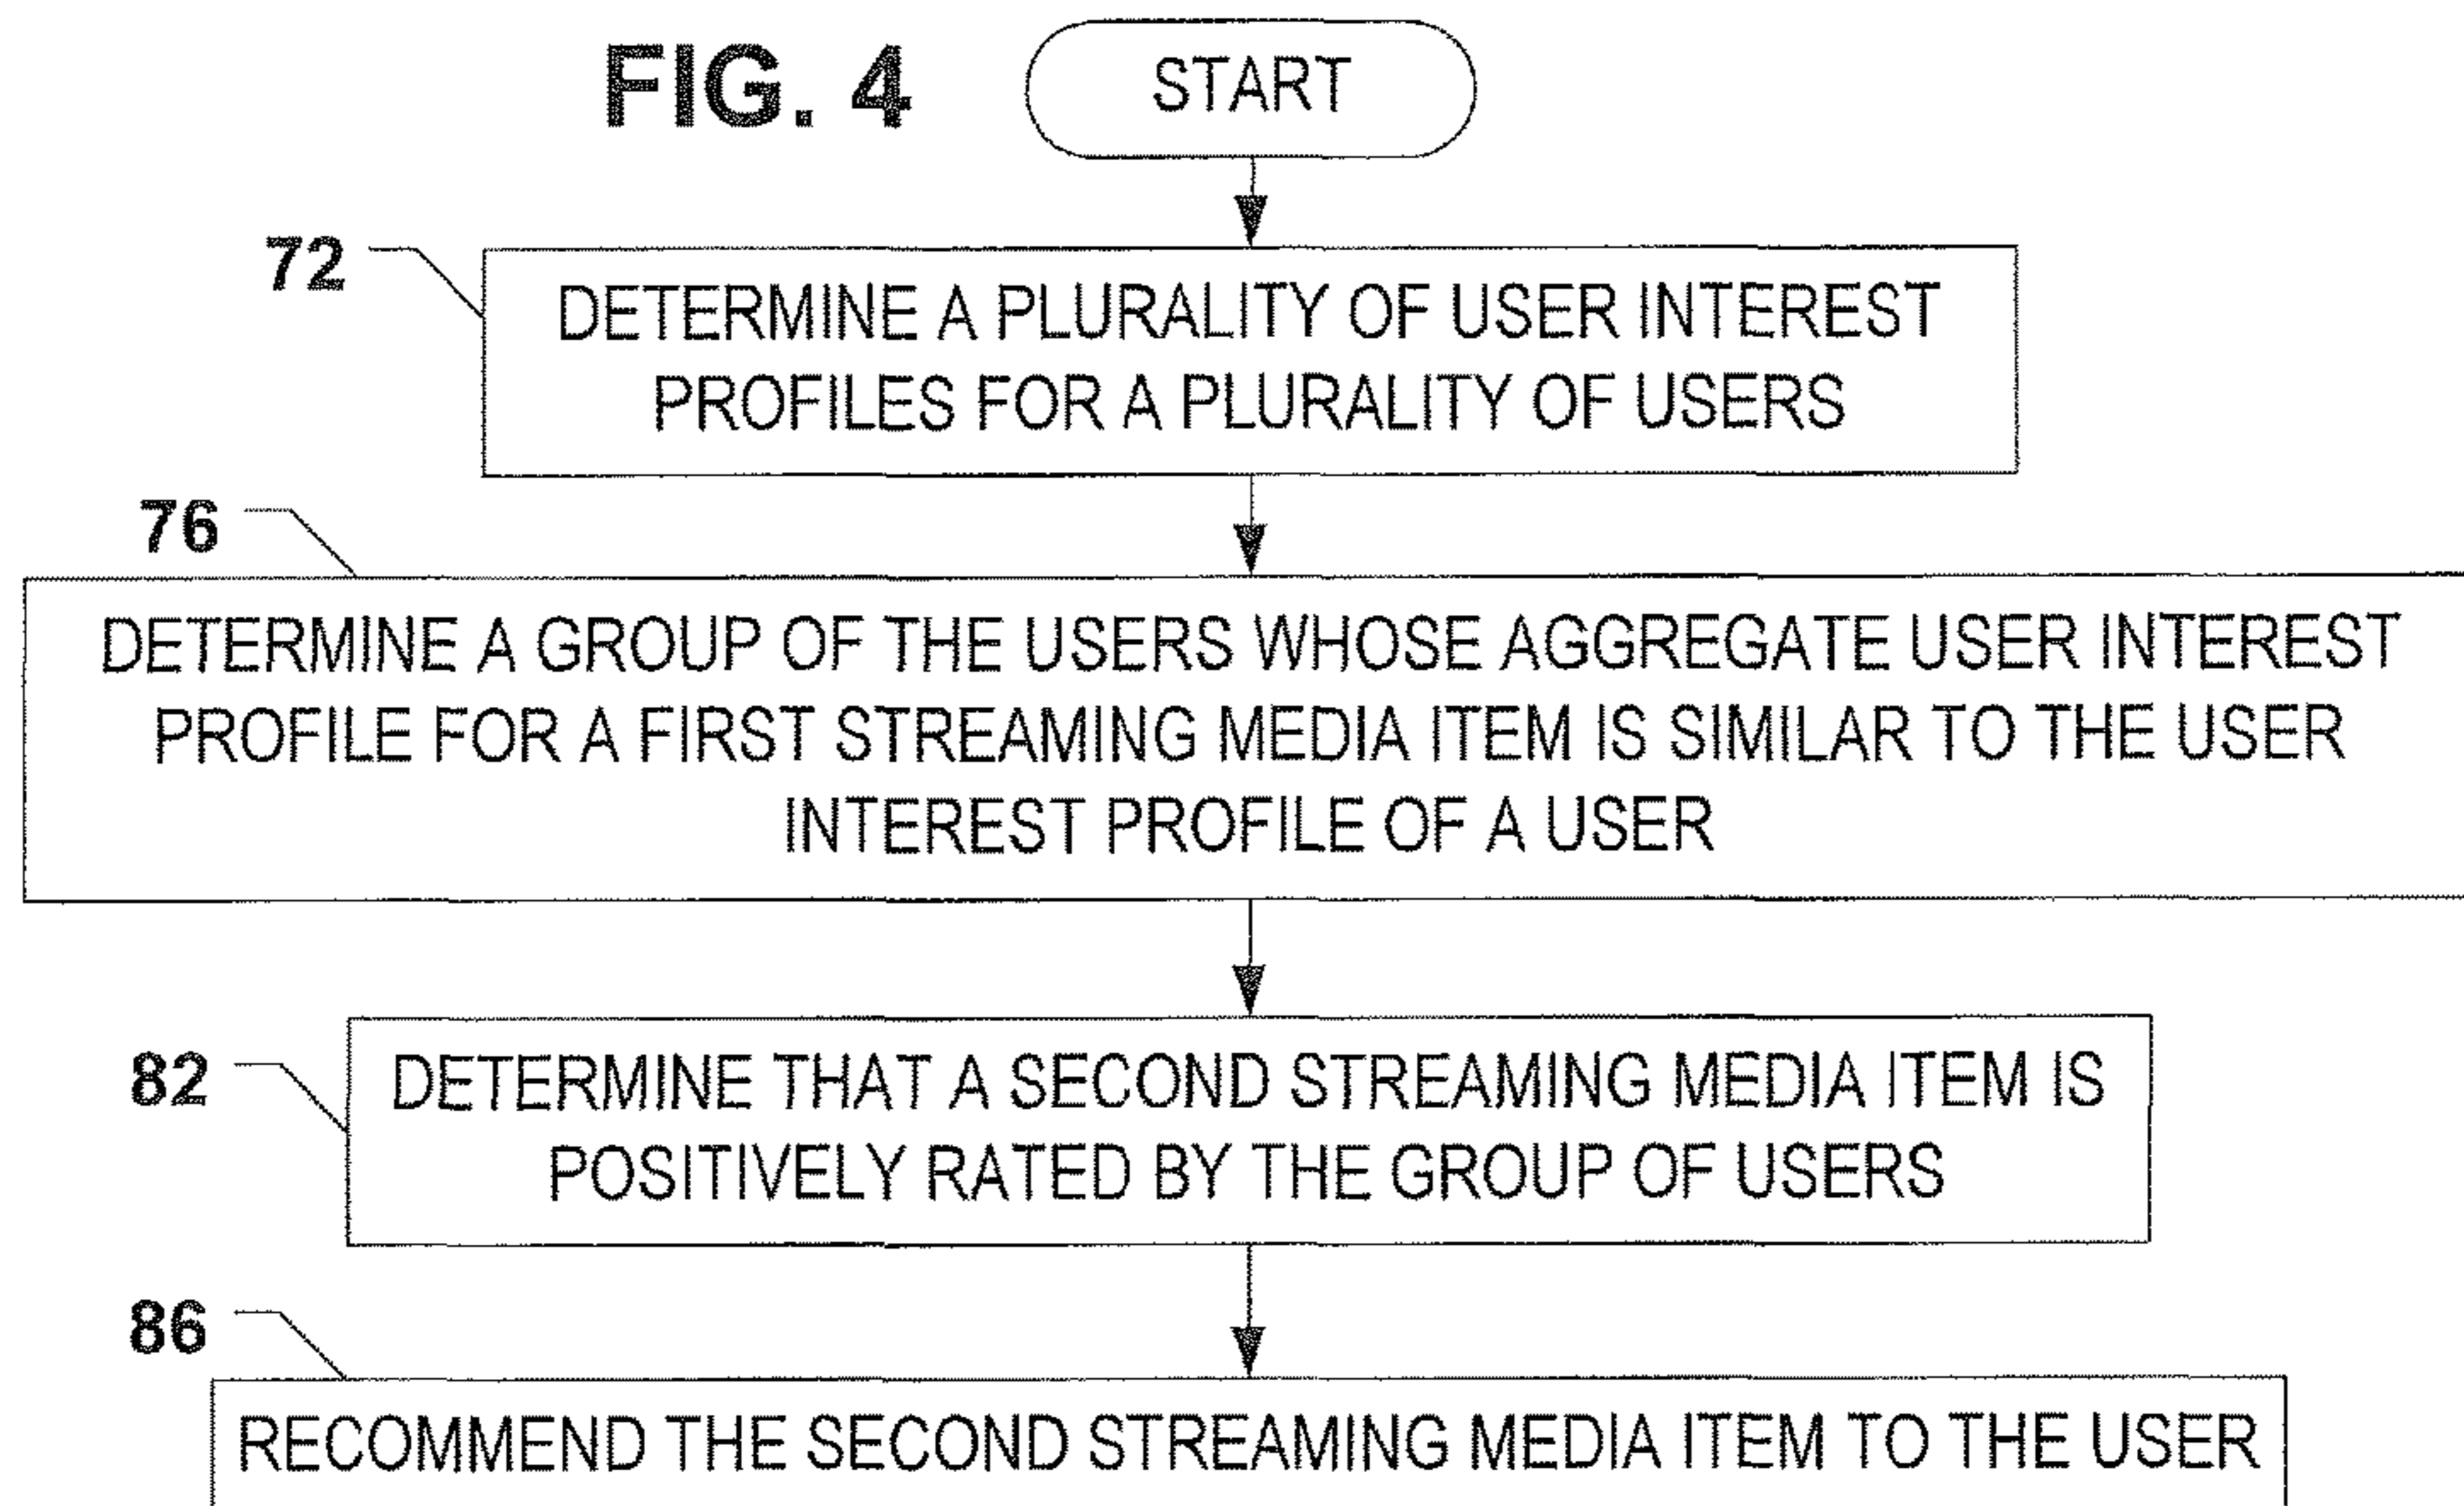 FIG. 4
START
72
DETERMINE A PLURALITY OF USER INTEREST
PROFILES FOR A PLURALITY OF USERS
76
DETERMINE A GROUP OF THE USERS WHOSE AGGREGATE USER INTEREST
PROFILE FOR A FIRST STREAMING MEDIA ITEM IS SIMILAR TO THE USER
INTEREST PROFILE OF A USER
82
DETERMINE THAT A SECOND STREAMING MEDIA ITEM IS
POSITIVELY RATED BY THE GROUP OF USERS
86
RECOMMEND THE SECOND STREAMING MEDIA ITEM TO THE USER